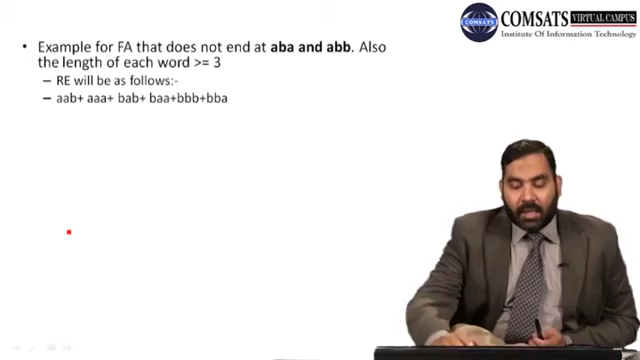 COMSATS VIRTUAL CAMPUS
Institute Of Information Technology
• Example for FA that does not end at aba and abb. Also
the length of each word >= 3
– RE will be as follows:-
– aab+ aaa+ bab+ baa+bbb+bba